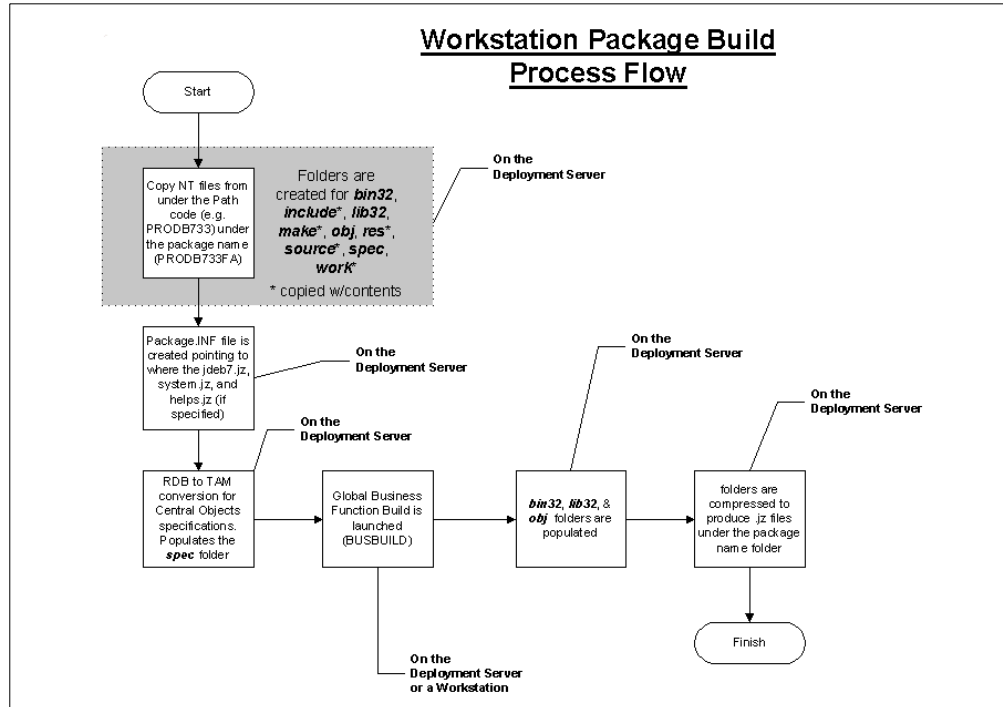 Workstation Package Build
Process Flow
Start
Copy NT files from
under the Path
code (e.g.
PRODB733) under
the package name
(PRODB733FA)
Folders are
created for bin32,
include*, lib32,
make*, obj, res*,
source*, spec,
work*
* copied w/contents
On the
Deployment Server
Package.INF file is
created pointing to
where the jdeb7.jz,
system.jz, and
helps.jz (if
specified)
On the
Deployment Server
On the
Deployment Server
On the
Deployment Server
On the
Deployment Server
RDB to TAM
conversion for
Central Objects
specifications.
Populates the
spec folder
Global Business
Function Build is
launched
(BUSBUILD)
bin32, lib32, &
obj folders are
populated
folders are
compressed to
produce .jz files
under the package
name folder
On the
Deployment Server
or a Workstation
Finish